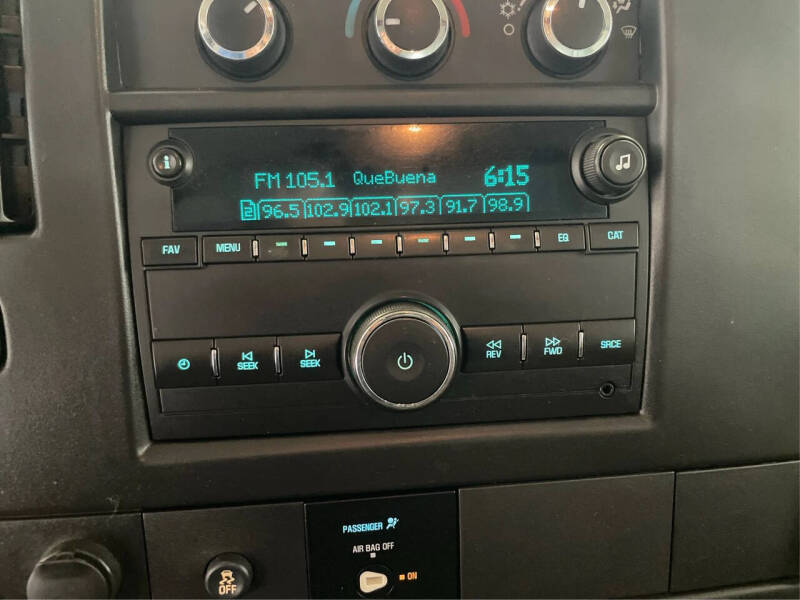 i
FM 105.1 QueBuena 6:15
2 96.5 102.9 102.1 97.3 91.7 98.9
FAV MENU EQ CAT
SEEK SEEK REV FWD SRCE
PASSENGER
AIR BAG OFF
ON
OFF